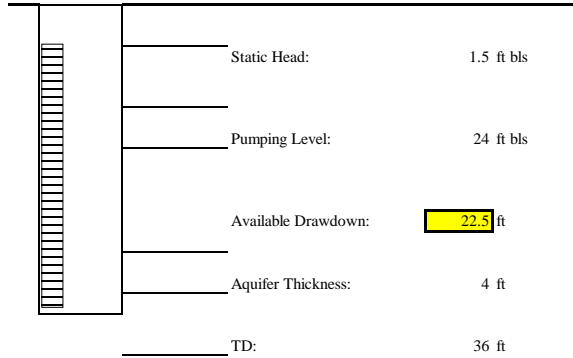 Static Head: 1.5 ft bls
Pumping Level: 24 ft bls
Available Drawdown: 22.5 ft
Aquifer Thickness: 4 ft
TD: 36 ft